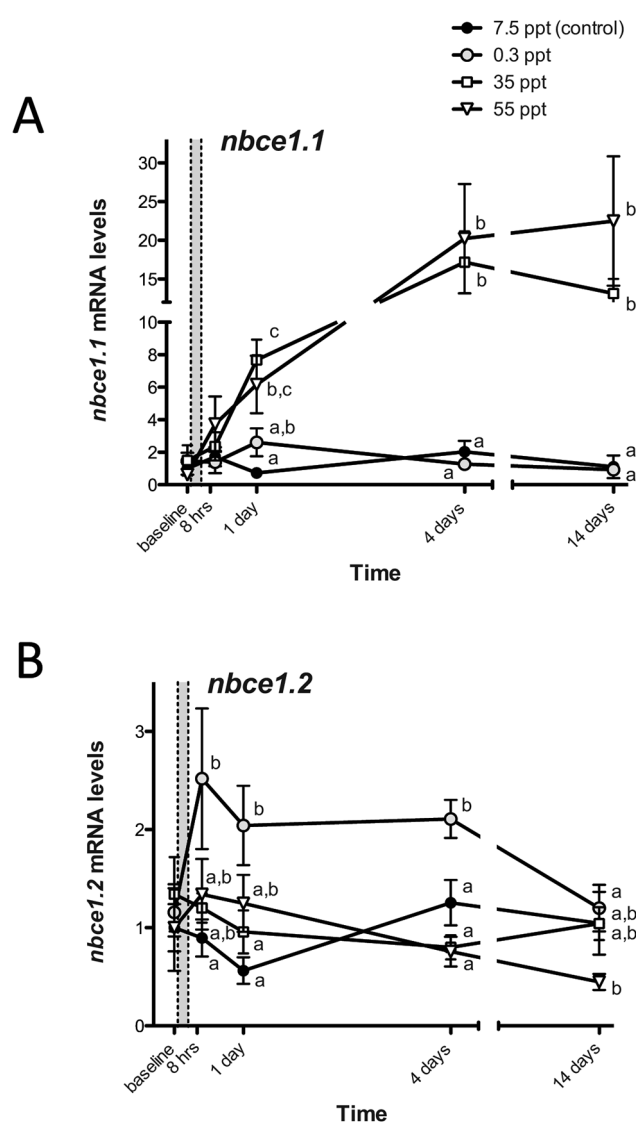 7.5 ppt (control)
0.3 ppt
35 ppt
55 ppt
A
nbce1.1
nbce1.1 mRNA levels
30
25
20
15
10
8
6
4
2
0
b
b
b
b
c
b,c
a,b
a
a
a
a
a
baseline
8 hrs
1 day
4 days
14 days
Time
B
nbce1.2
nbce1.2 mRNA levels
3
2
1
0
b
b
b
a,b
a,b
a,b
a
a
a
a
a
a
a
a,b
a,b
b
baseline
8 hrs
1 day
4 days
14 days
Time